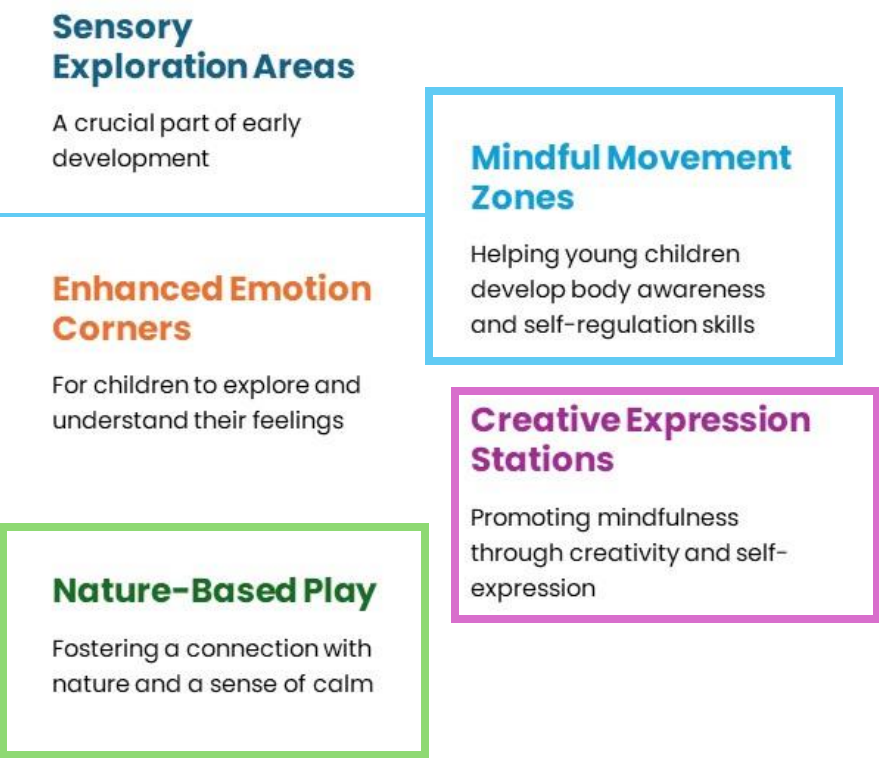 Sensory
Exploration Areas
A crucial part of early
development
Mindful Movement
Zones
Helping young children
develop body awareness
and self-regulation skills
Enhanced Emotion
Corners
For children to explore and
understand their feelings
Creative Expression
Stations
Promoting mindfulness
through creativity and self-
expression
Nature-Based Play
Fostering a connection with
nature and a sense of calm